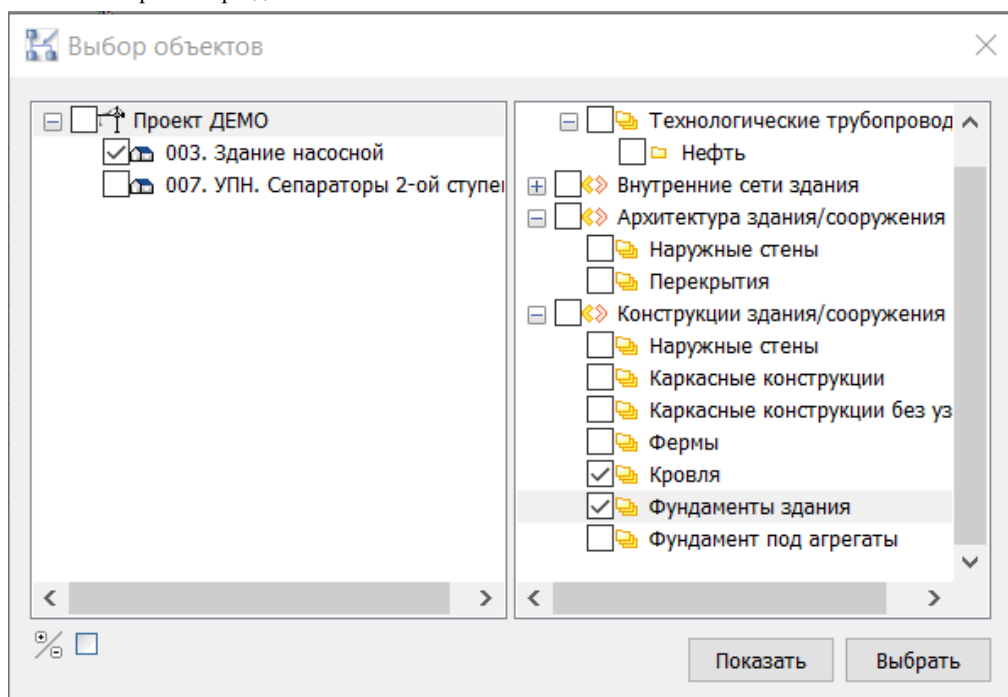 Выбор объектов
Проект ДЕМО
003. Здание насосной
007. УПН. Сепараторы 2-ой ступе
Технологические трубопровод
Нефть
Внутренние сети здания
Архитектура здания/сооружения
Наружные стены
Перекрытия
Конструкции здания/сооружения
Наружные стены
Каркасные конструкции
Каркасные конструкции без уз
Фермы
Кровля
Фундаменты здания
Фундамент под агрегаты
Показать
Выбрать